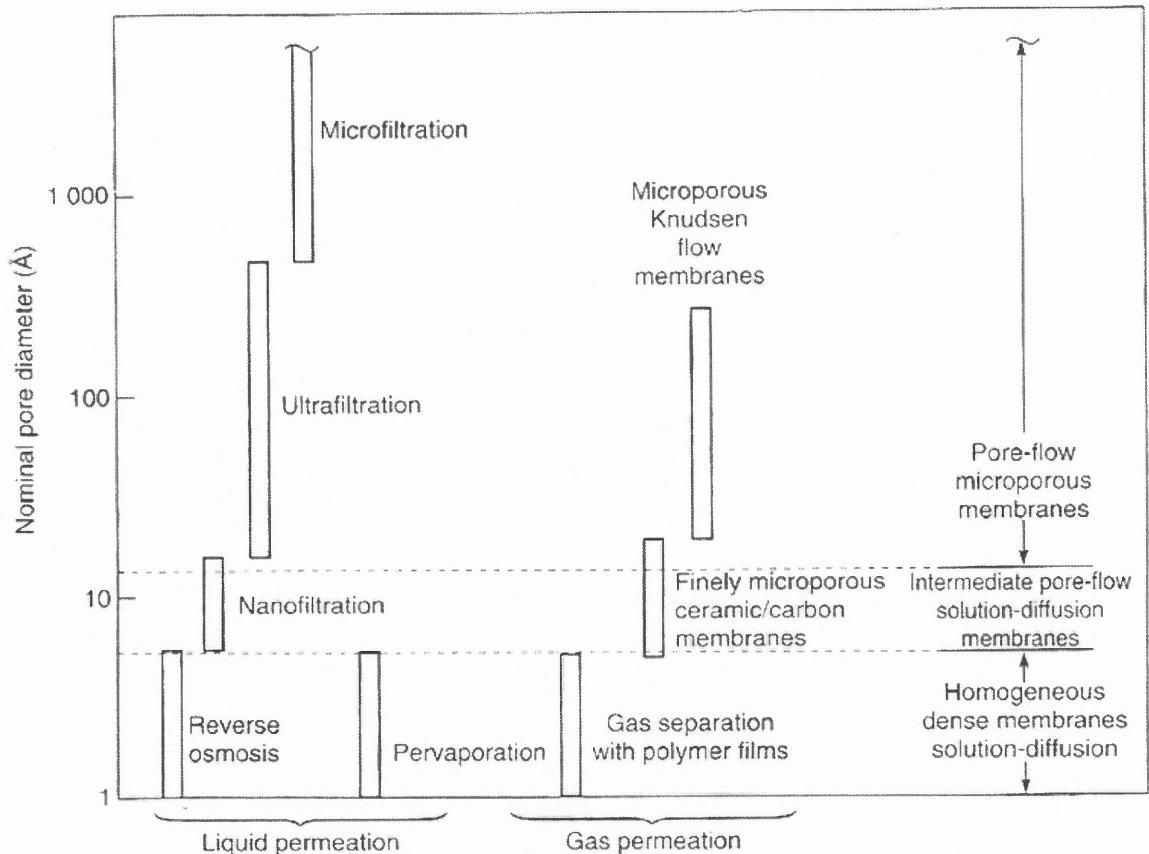 Nominal pore diameter (Å)
1 000
100
10
1
Microfiltration
Ultrafiltration
Nanofiltration
Reverse
osmosis
Pervaporation
Microporous
Knudsen
flow
membranes
Finely microporous
ceramic/carbon
membranes
Gas separation
with polymer films
Pore-flow
microporous
membranes
Intermediate pore-flow
solution-diffusion
membranes
Homogeneous
dense membranes
solution-diffusion
Liquid permeation
Gas permeation